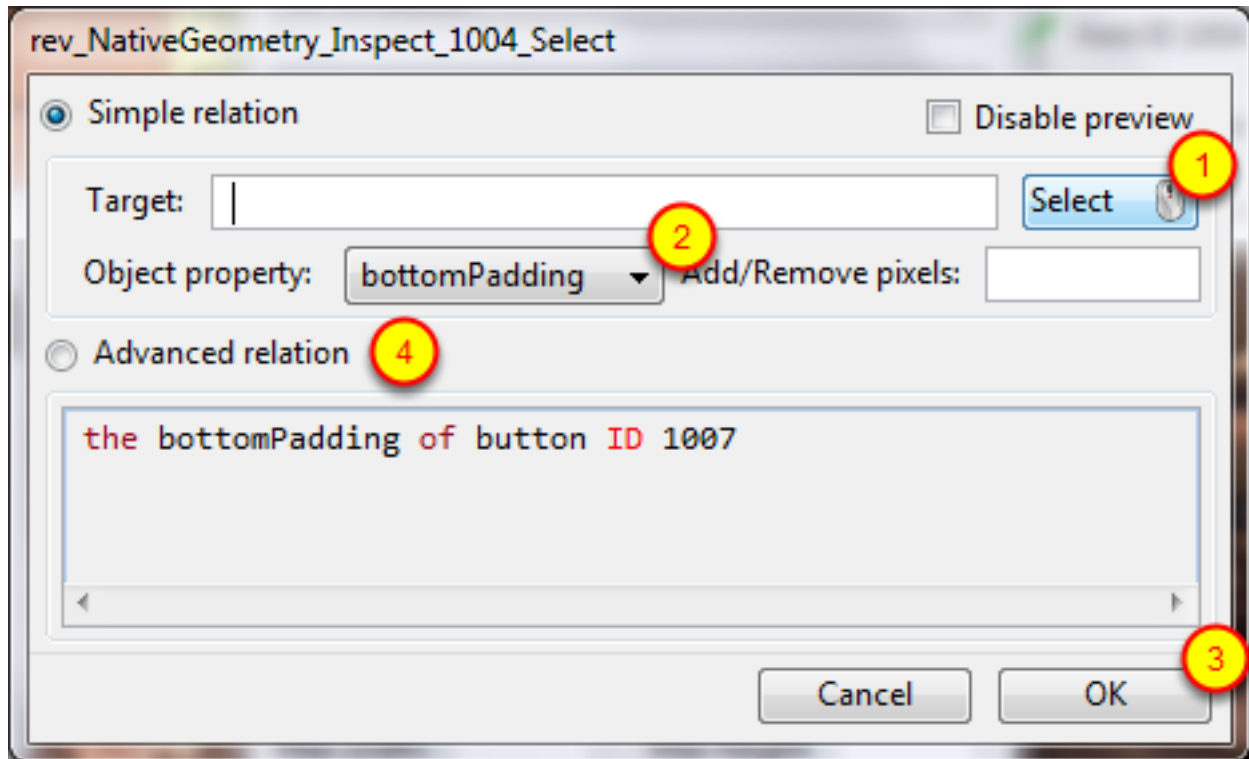 rev_NativeGeometry_Inspect_1004_Select
Simple relation
Disable preview
1
Target:
Select
2
Object property: bottomPadding Add/Remove pixels:
Advanced relation
4
the bottomPadding of button ID 1007
3
Cancel OK